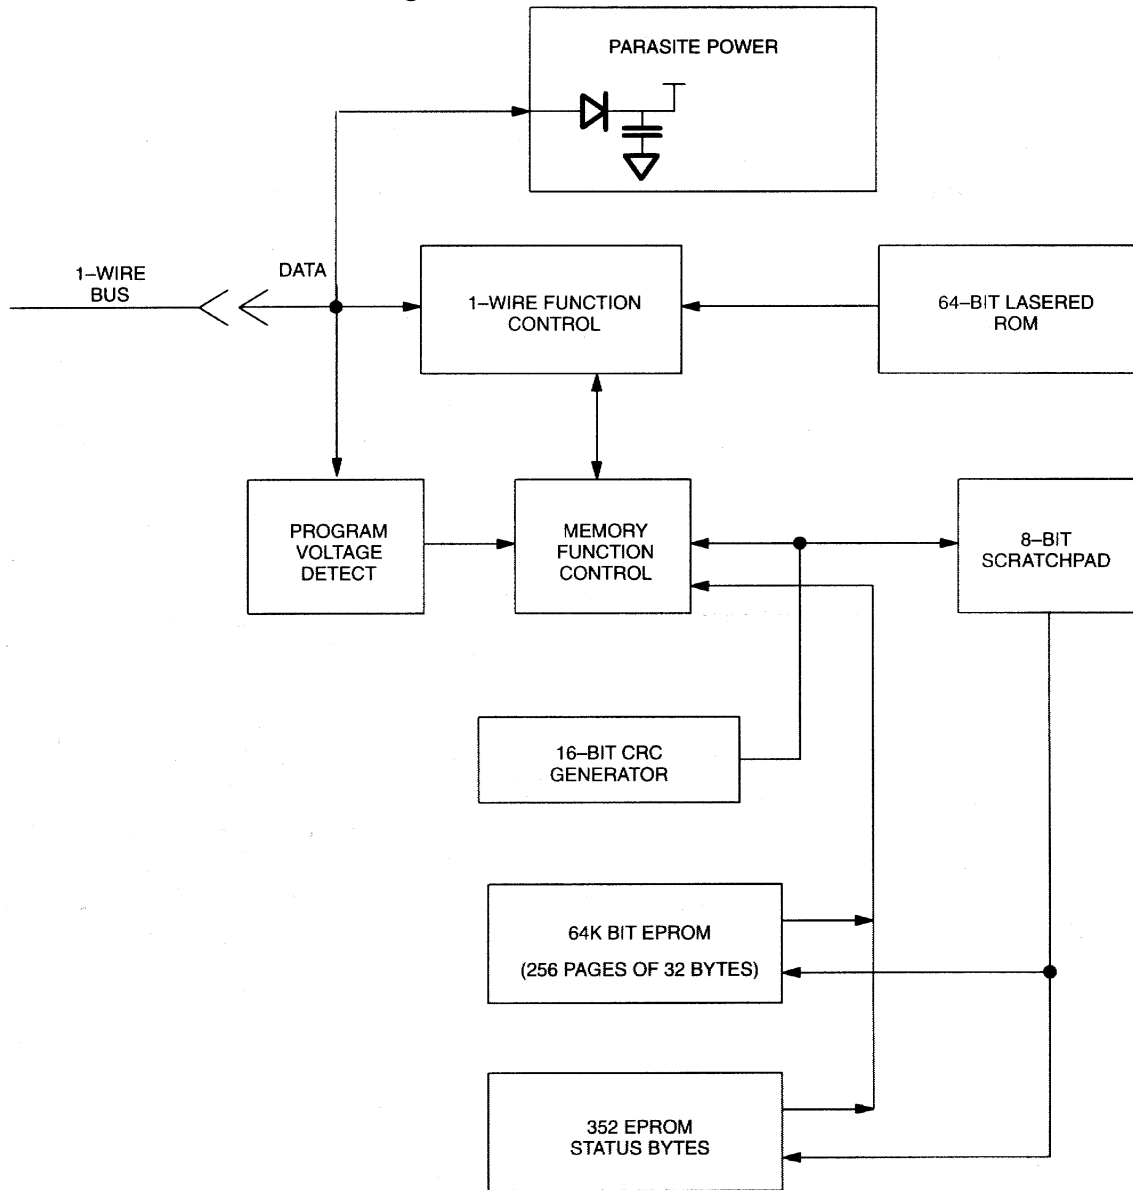 PARASITE POWER
1–WIRE
BUS
DATA
1–WIRE FUNCTION
CONTROL
64–BIT LASERED
ROM
PROGRAM
VOLTAGE
DETECT
MEMORY
FUNCTION
CONTROL
8–BIT
SCRATCHPAD
16–BIT CRC
GENERATOR
64K BIT EPROM
(256 PAGES OF 32 BYTES)
352 EPROM
STATUS BYTES